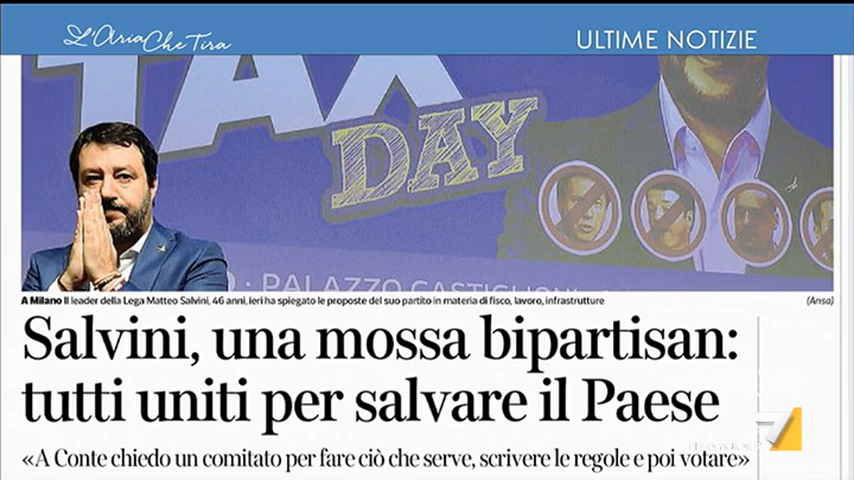 L'Aria Che Tira
ULTIME NOTIZIE
TAX
DAY
PALAZZO CASTIGLIONI
A Milano Il leader della Lega Matteo Salvini, 46 anni, ieri ha spiegato le proposte del suo partito in materia di fisco, lavoro, infrastrutture
(Ansa)
Salvini, una mossa bipartisan:
tutti uniti per salvare il Paese
«A Conte chiedo un comitato per fare ciò che serve, scrivere le regole e poi votare»
7